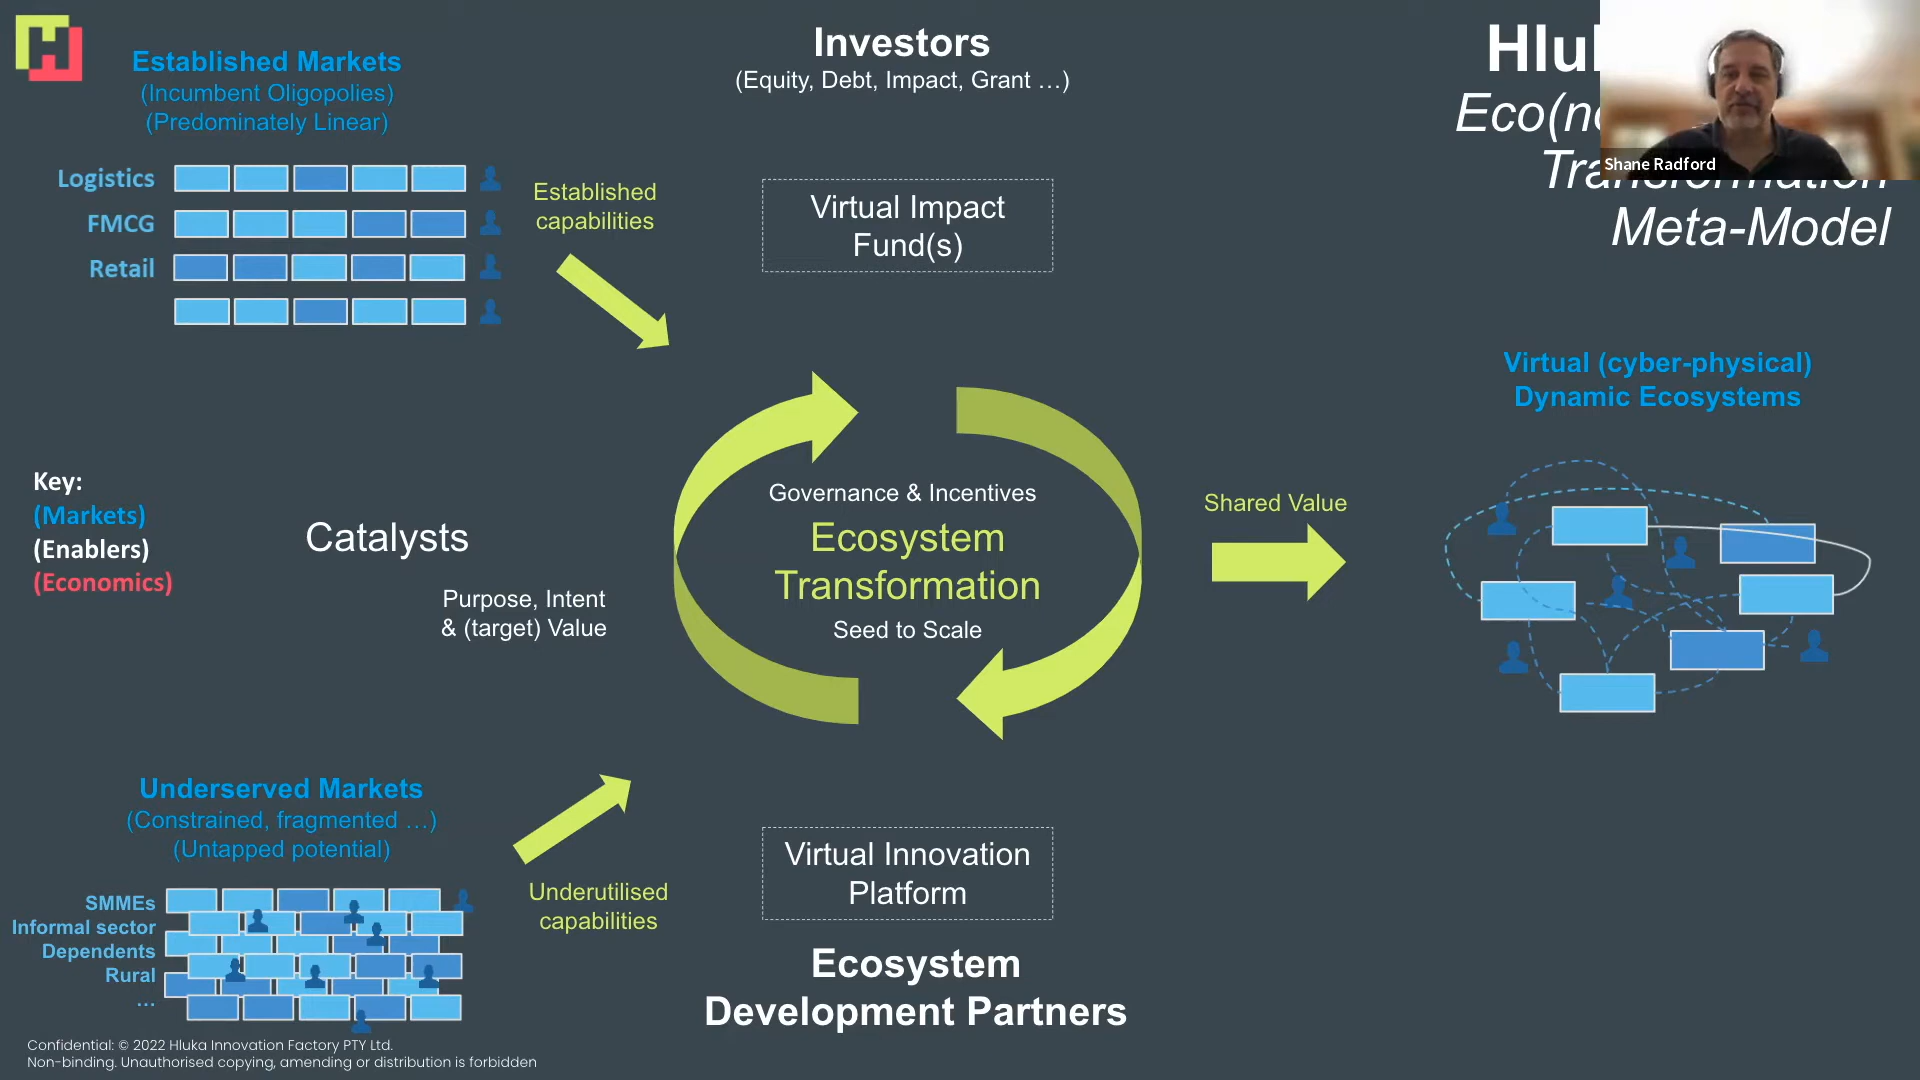 Established Markets
(Incumbent Oligopolies)
(Predominately Linear)
Logistics
FMCG
Retail
Established
capabilities
Investors
(Equity, Debt, Impact, Grant ...)
Virtual Impact
Fund(s)
Meta-Model
Shane Radford
Virtual (cyber-physical)
Dynamic Ecosystems
Key:
(Markets)
(Enablers)
(Economics)
Catalysts
Purpose, Intent
& (target) Value
Governance & Incentives
Ecosystem
Transformation
Seed to Scale
Shared Value
Underserved Markets
(Constrained, fragmented ...)
(Untapped potential)
SMMEs
Informal sector
Dependents
Rural
...
Underutilised
capabilities
Virtual Innovation
Platform
Ecosystem
Development Partners
Confidential: © 2022 Hluka Innovation Factory PTY Ltd.
Non-binding. Unauthorised copying, amending or distribution is forbidden